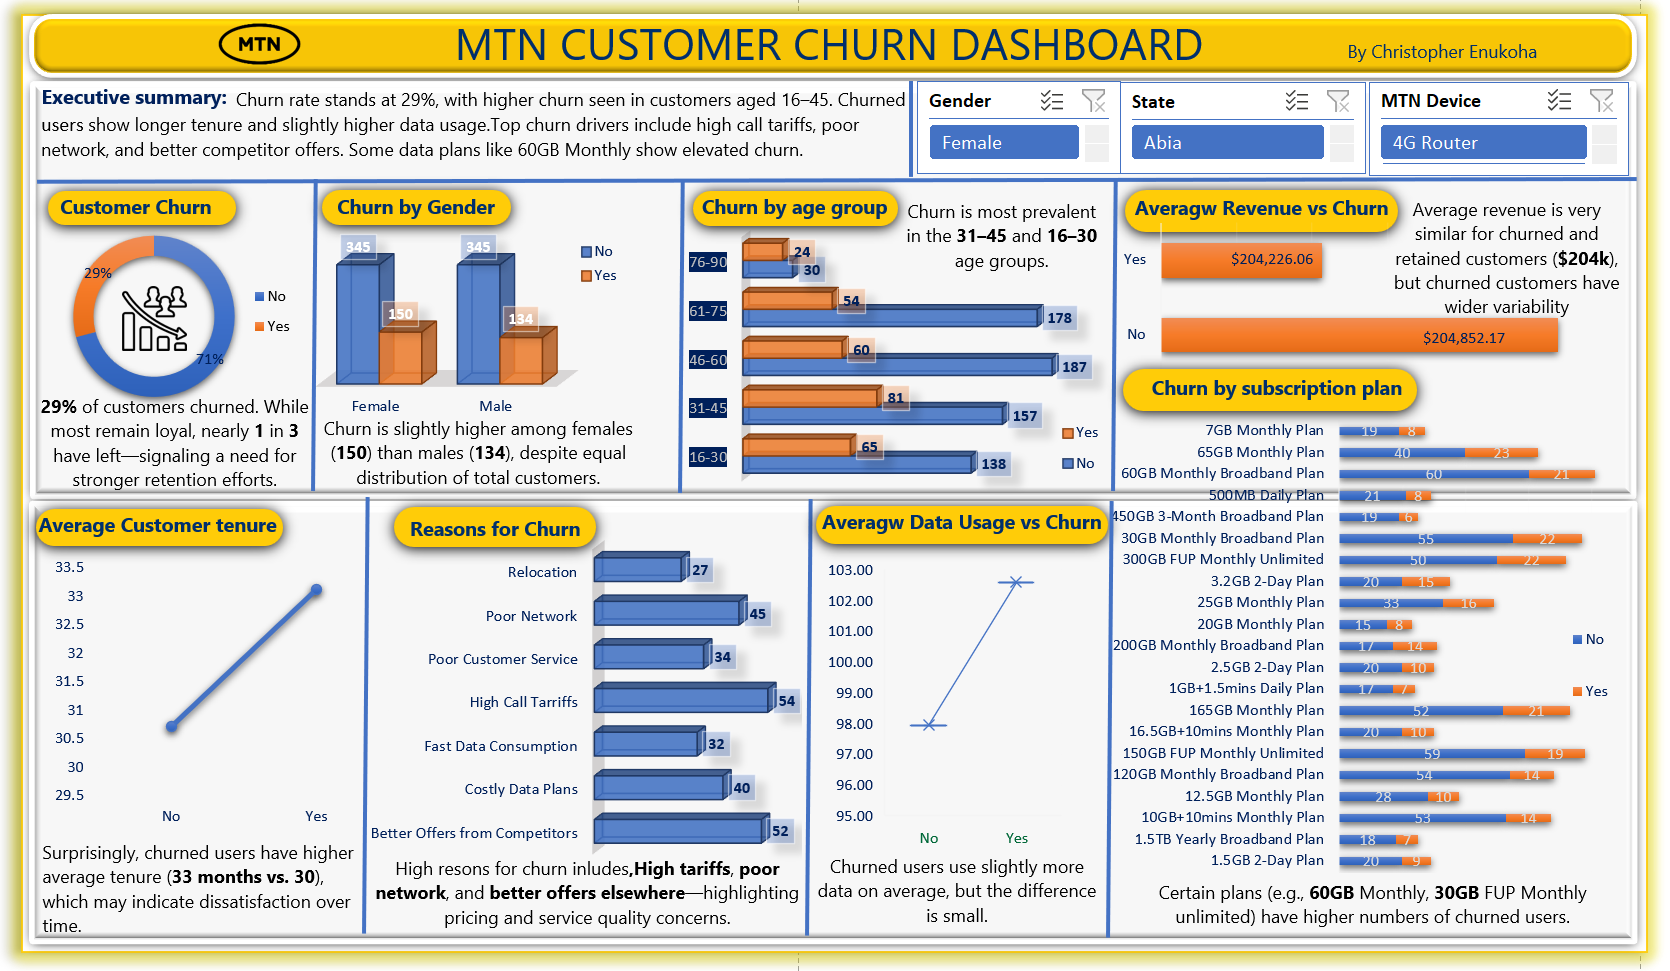 MTN
MTN CUSTOMER CHURN DASHBOARD
By Christopher Enukoha
Executive summary: Churn rate stands at 29%, with higher churn seen in customers aged 16–45. Churned
users show longer tenure and slightly higher data usage.Top churn drivers include high call tariffs, poor
network, and better competitor offers. Some data plans like 60GB Monthly show elevated churn.
Gender
Female
State
Abia
MTN Device
4G Router
Customer Churn
29%
71%
No
Yes
29% of customers churned. While
most remain loyal, nearly 1 in 3
have left—signaling a need for
stronger retention efforts.
Churn by Gender
345
345
150
134
No
Yes
Female
Male
Churn is slightly higher among females
(150) than males (134), despite equal
distribution of total customers.
Churn by age group
Churn is most prevalent
in the 31–45 and 16–30
age groups.
76-90
24
30
61-75
54
178
46-60
60
187
31-45
81
157
16-30
65
138
Yes
No
Averagw Revenue vs Churn
Yes
$204,226.06
No
$204,852.17
Average revenue is very
similar for churned and
retained customers ($204k),
but churned customers have
wider variability
Churn by subscription plan
7GB Monthly Plan 19 8
65GB Monthly Plan 40 23
60GB Monthly Broadband Plan 60 21
500MB Daily Plan 21 8
450GB 3-Month Broadband Plan 19 6
30GB Monthly Broadband Plan 55 22
300GB FUP Monthly Unlimited 50 22
3.2GB 2-Day Plan 20 15
25GB Monthly Plan 33 16
20GB Monthly Plan 15 8
200GB Monthly Broadband Plan 17 14
2.5GB 2-Day Plan 20 10
1GB+1.5mins Daily Plan 17 7
165GB Monthly Plan 52 21
16.5GB+10mins Monthly Plan 20 10
150GB FUP Monthly Unlimited 59 19
120GB Monthly Broadband Plan 54 14
12.5GB Monthly Plan 28 10
10GB+10mins Monthly Plan 53 14
1.5TB Yearly Broadband Plan 18 7
1.5GB 2-Day Plan 20 9
No
Yes
Certain plans (e.g., 60GB Monthly, 30GB FUP Monthly
unlimited) have higher numbers of churned users.
Average Customer tenure
33.5
33
32.5
32
31.5
31
30.5
30
29.5
No
Yes
Surprisingly, churned users have higher
average tenure (33 months vs. 30),
which may indicate dissatisfaction over
time.
Reasons for Churn
Relocation 27
Poor Network 45
Poor Customer Service 34
High Call Tarriffs 54
Fast Data Consumption 32
Costly Data Plans 40
Better Offers from Competitors 52
High resons for churn inludes,High tariffs, poor
network, and better offers elsewhere—highlighting
pricing and service quality concerns.
Averagw Data Usage vs Churn
103.00
102.00
101.00
100.00
99.00
98.00
97.00
96.00
95.00
No
Yes
Churned users use slightly more
data on average, but the difference
is small.